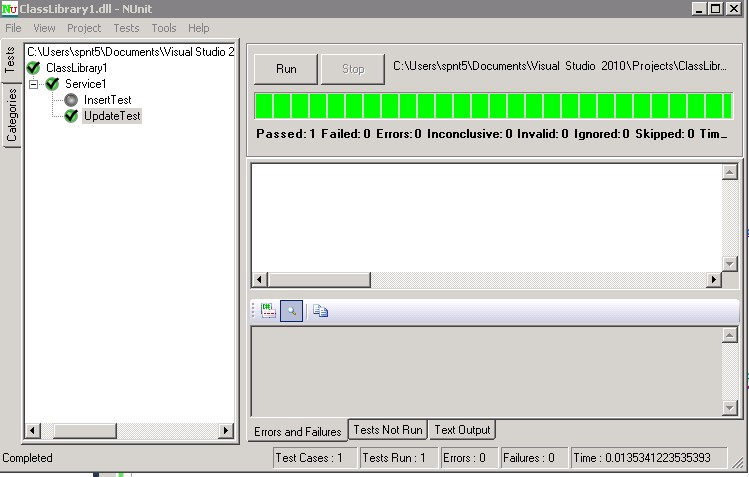 ClassLibrary1.dll - NUnit
File View Project Tests Tools Help
Tests
Categories
C:\Users\spnt5\Documents\Visual Studio 2
ClassLibrary1
Service1
InsertTest
UpdateTest
Run
Stop
C:\Users\spnt5\Documents\Visual Studio 2010\Projects\ClassLibr...
Passed: 1 Failed: 0 Errors: 0 Inconclusive: 0 Invalid: 0 Ignored: 0 Skipped: 0 Tim...
Errors and Failures
Tests Not Run
Text Output
Completed
Test Cases : 1
Tests Run : 1
Errors : 0
Failures : 0
Time : 0.0135341223535393